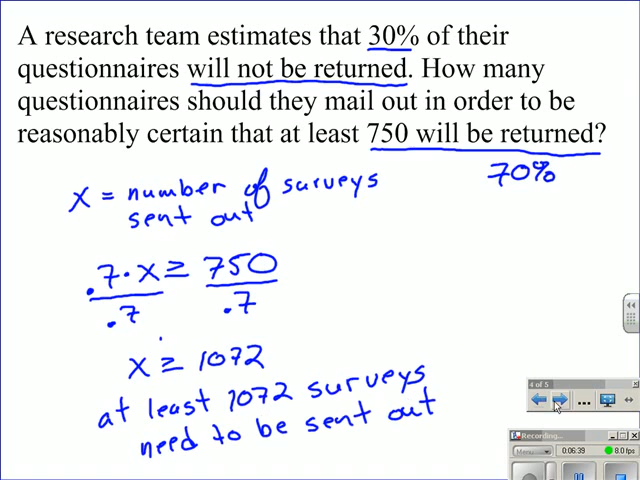 A research team estimates that 30% of their
questionnaires will not be returned. How many
questionnaires should they mail out in order to be
reasonably certain that at least 750 will be returned?
70%
x = number of surveys
sent out
.7 · x ≥ 750
.7 .7
x ≥ 1072
at least 1072 surveys
need to be sent out
4 of 5
Recording...
Menu
0:06:39
8.0 fps